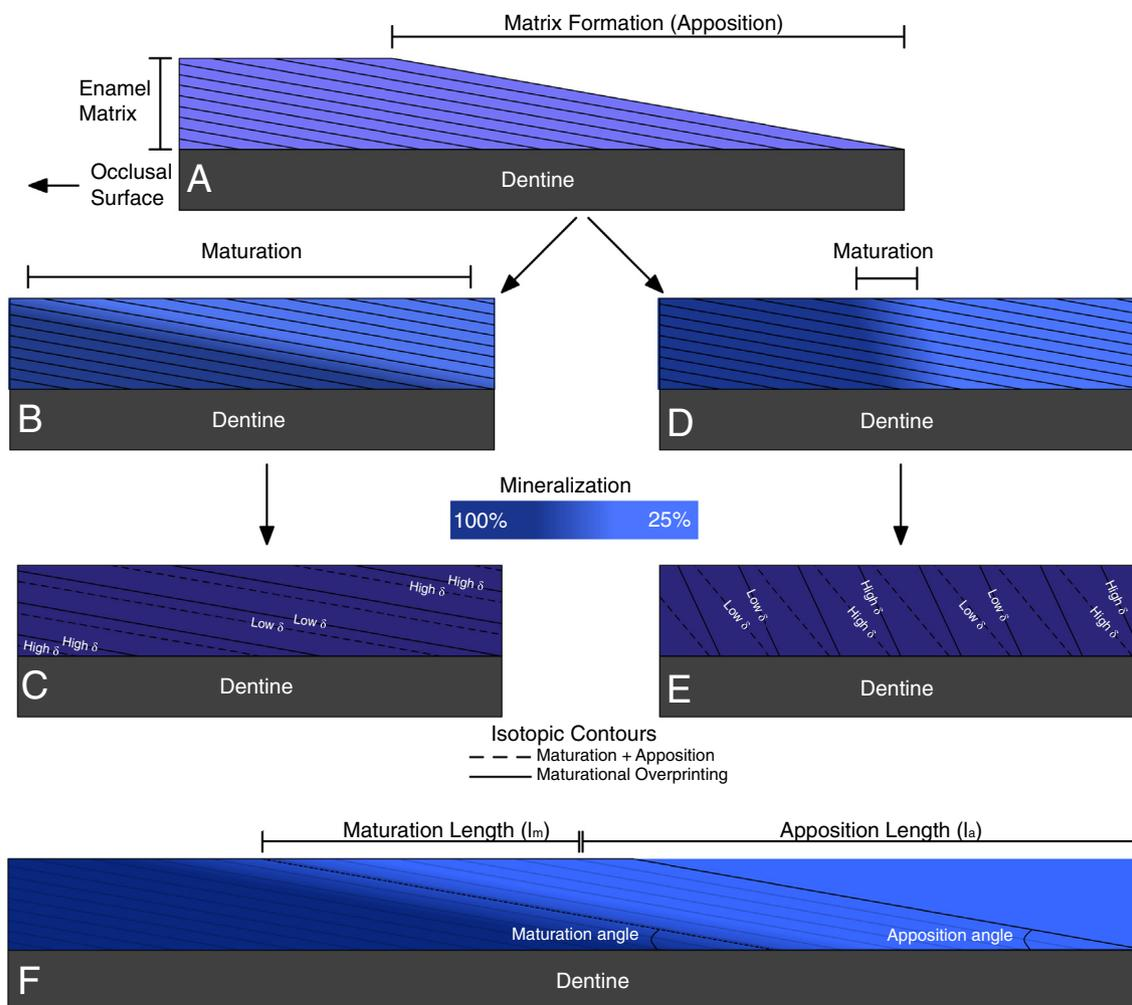 Matrix Formation (Apposition)
Enamel
Matrix
Occlusal
Surface
A
Dentine
Maturation
Maturation
B
Dentine
D
Dentine
Mineralization
100%
25%
High δ
High δ
Low δ
Low δ
High δ
High δ
C
Dentine
Low δ
Low δ
High δ
High δ
Low δ
Low δ
High δ
High δ
E
Dentine
Isotopic Contours
Maturation + Apposition
Maturational Overprinting
Maturation Length (lm)
Apposition Length (la)
Maturation angle
Apposition angle
F
Dentine